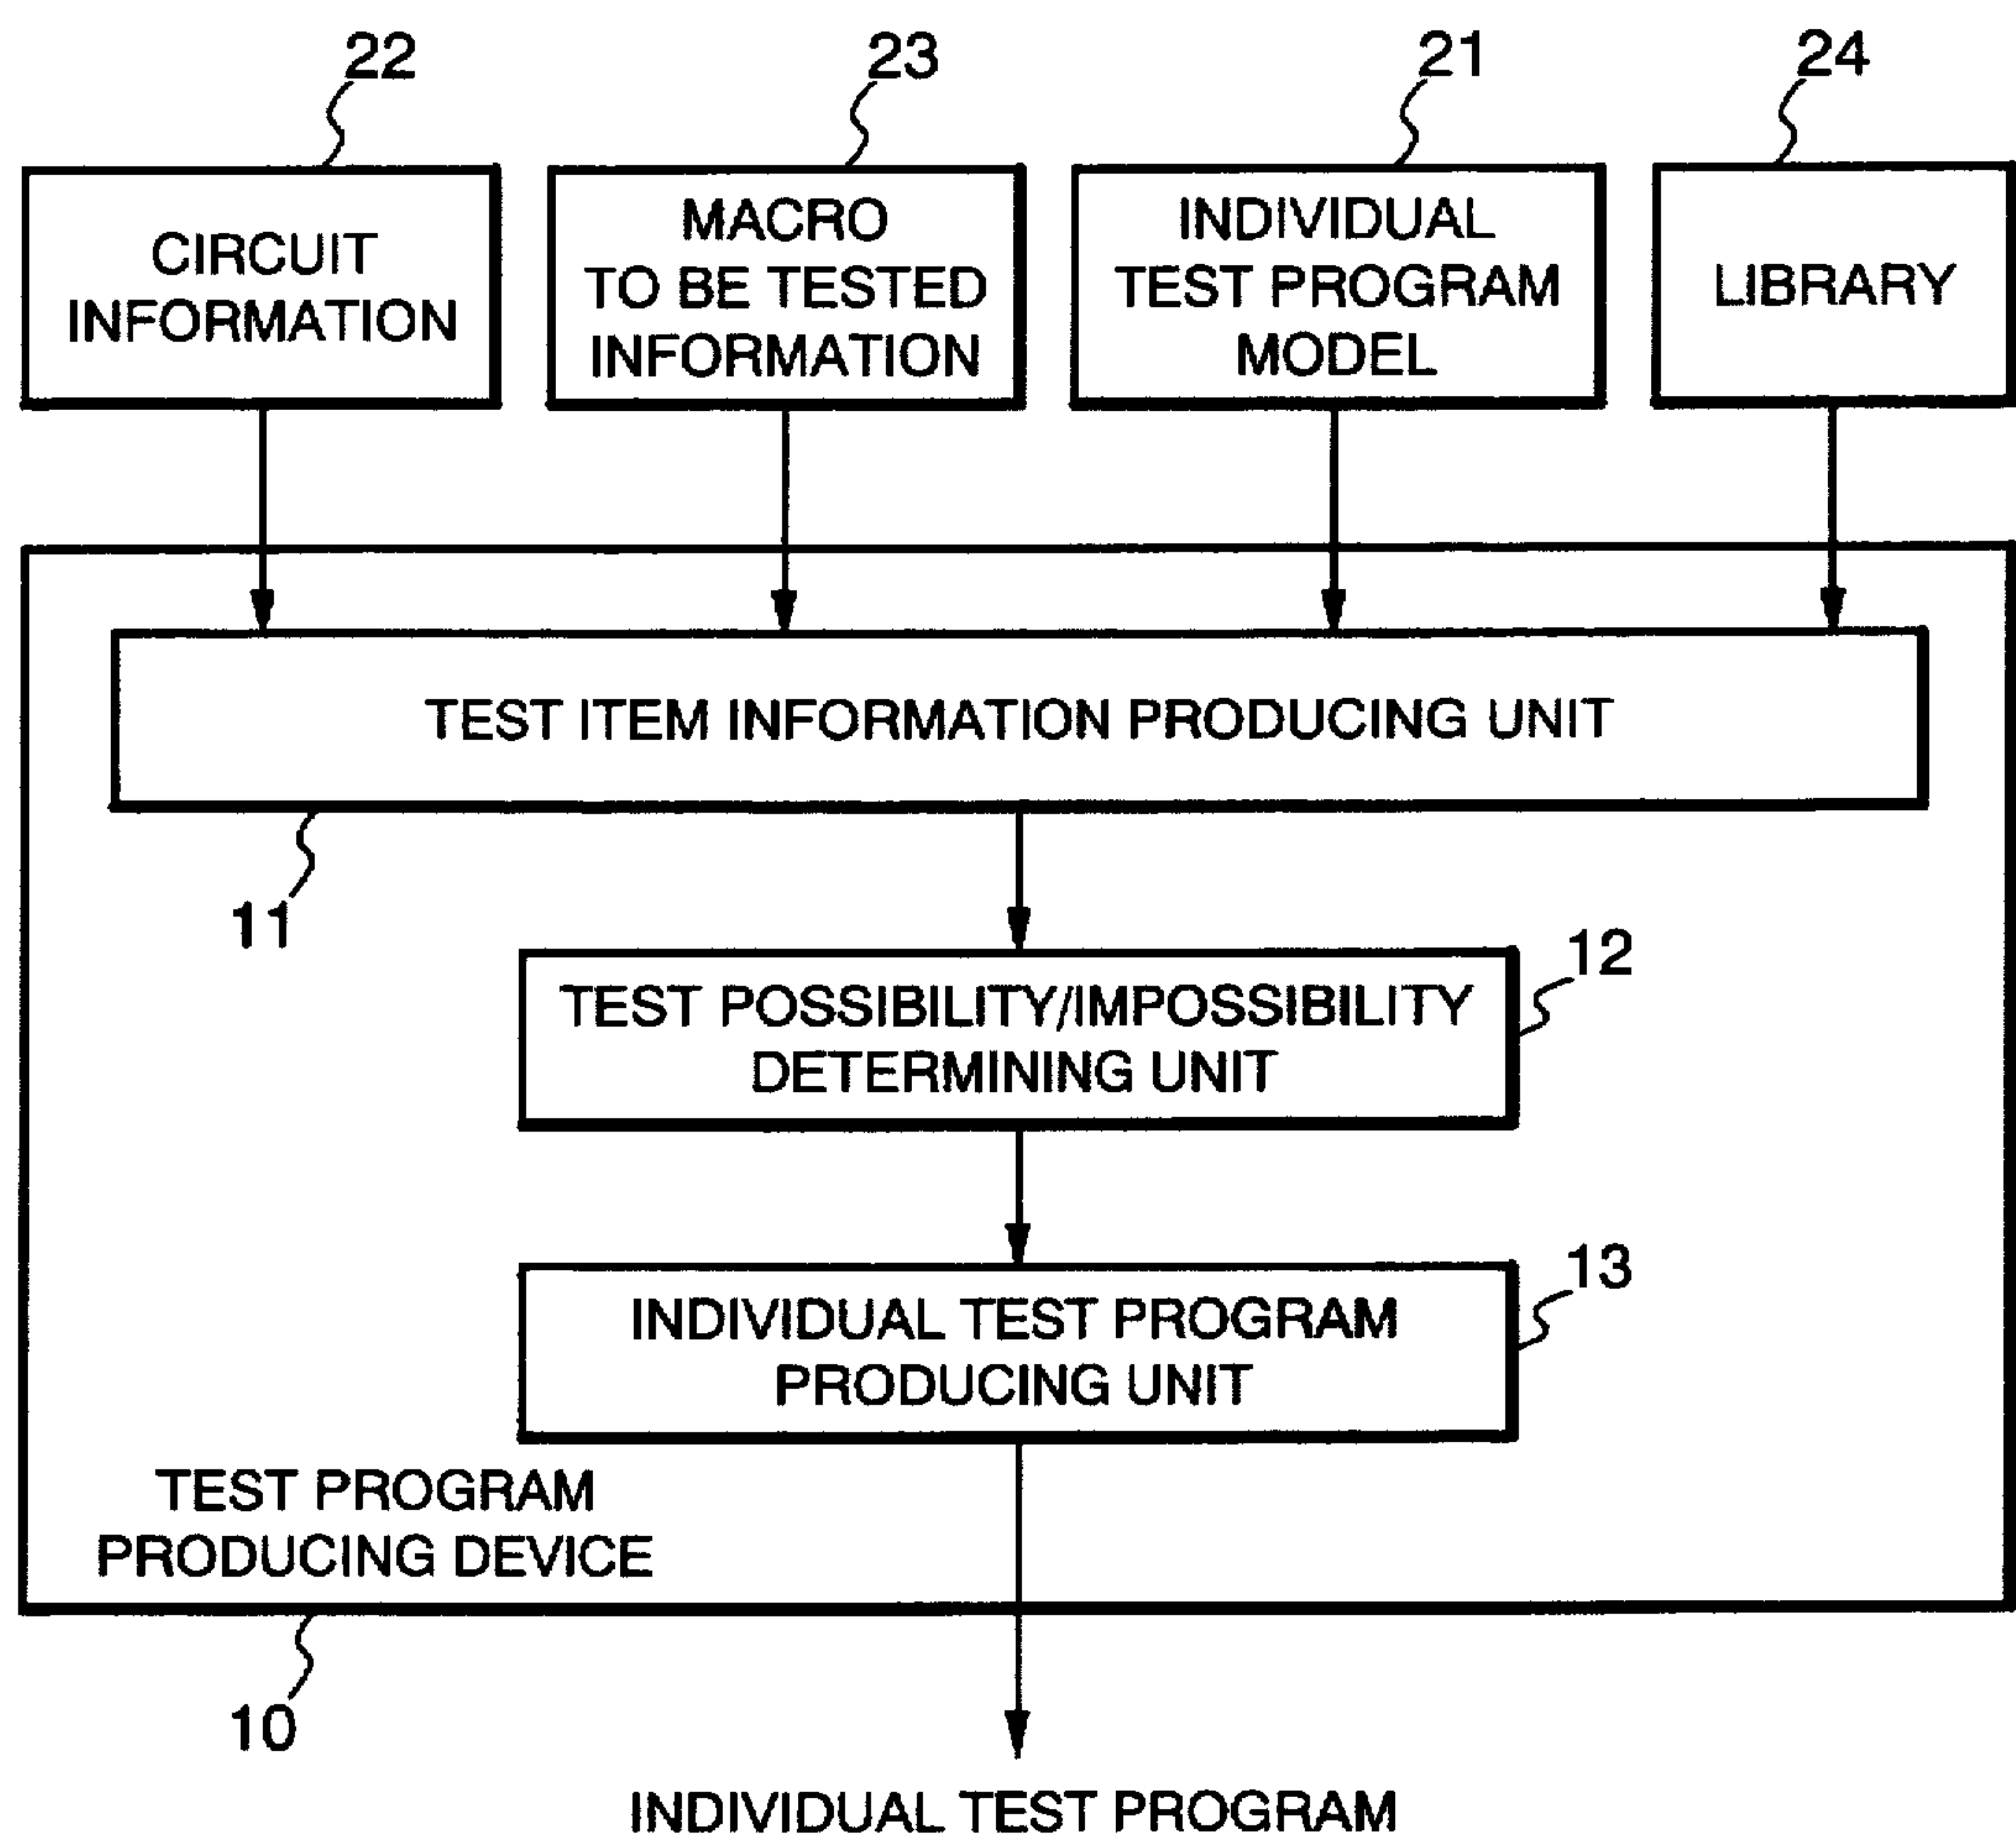 22
23
21
24
CIRCUIT
INFORMATION
MACRO
TO BE TESTED
INFORMATION
INDIVIDUAL
TEST PROGRAM
MODEL
LIBRARY
TEST ITEM INFORMATION PRODUCING UNIT
11
12
TEST POSSIBILITY/IMPOSSIBILITY
DETERMINING UNIT
13
INDIVIDUAL TEST PROGRAM
PRODUCING UNIT
TEST PROGRAM
PRODUCING DEVICE
10
INDIVIDUAL TEST PROGRAM